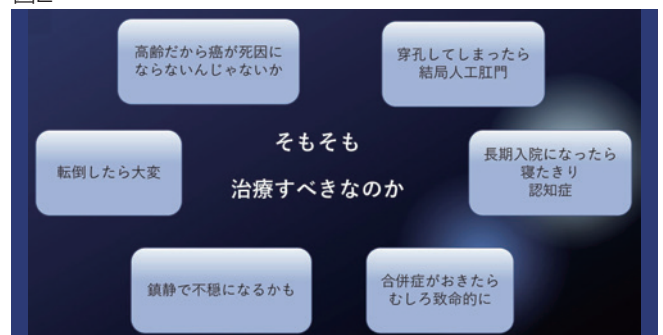 高齢だから癌が死因に
ならないんじゃないか
穿孔してしまったら
結局人工肛門
そもそも
治療すべきなのか
転倒したら大変
長期入院になったら
寝たきり
認知症
鎮静で不穏になるかも
合併症がおきたら
むしろ致命的に